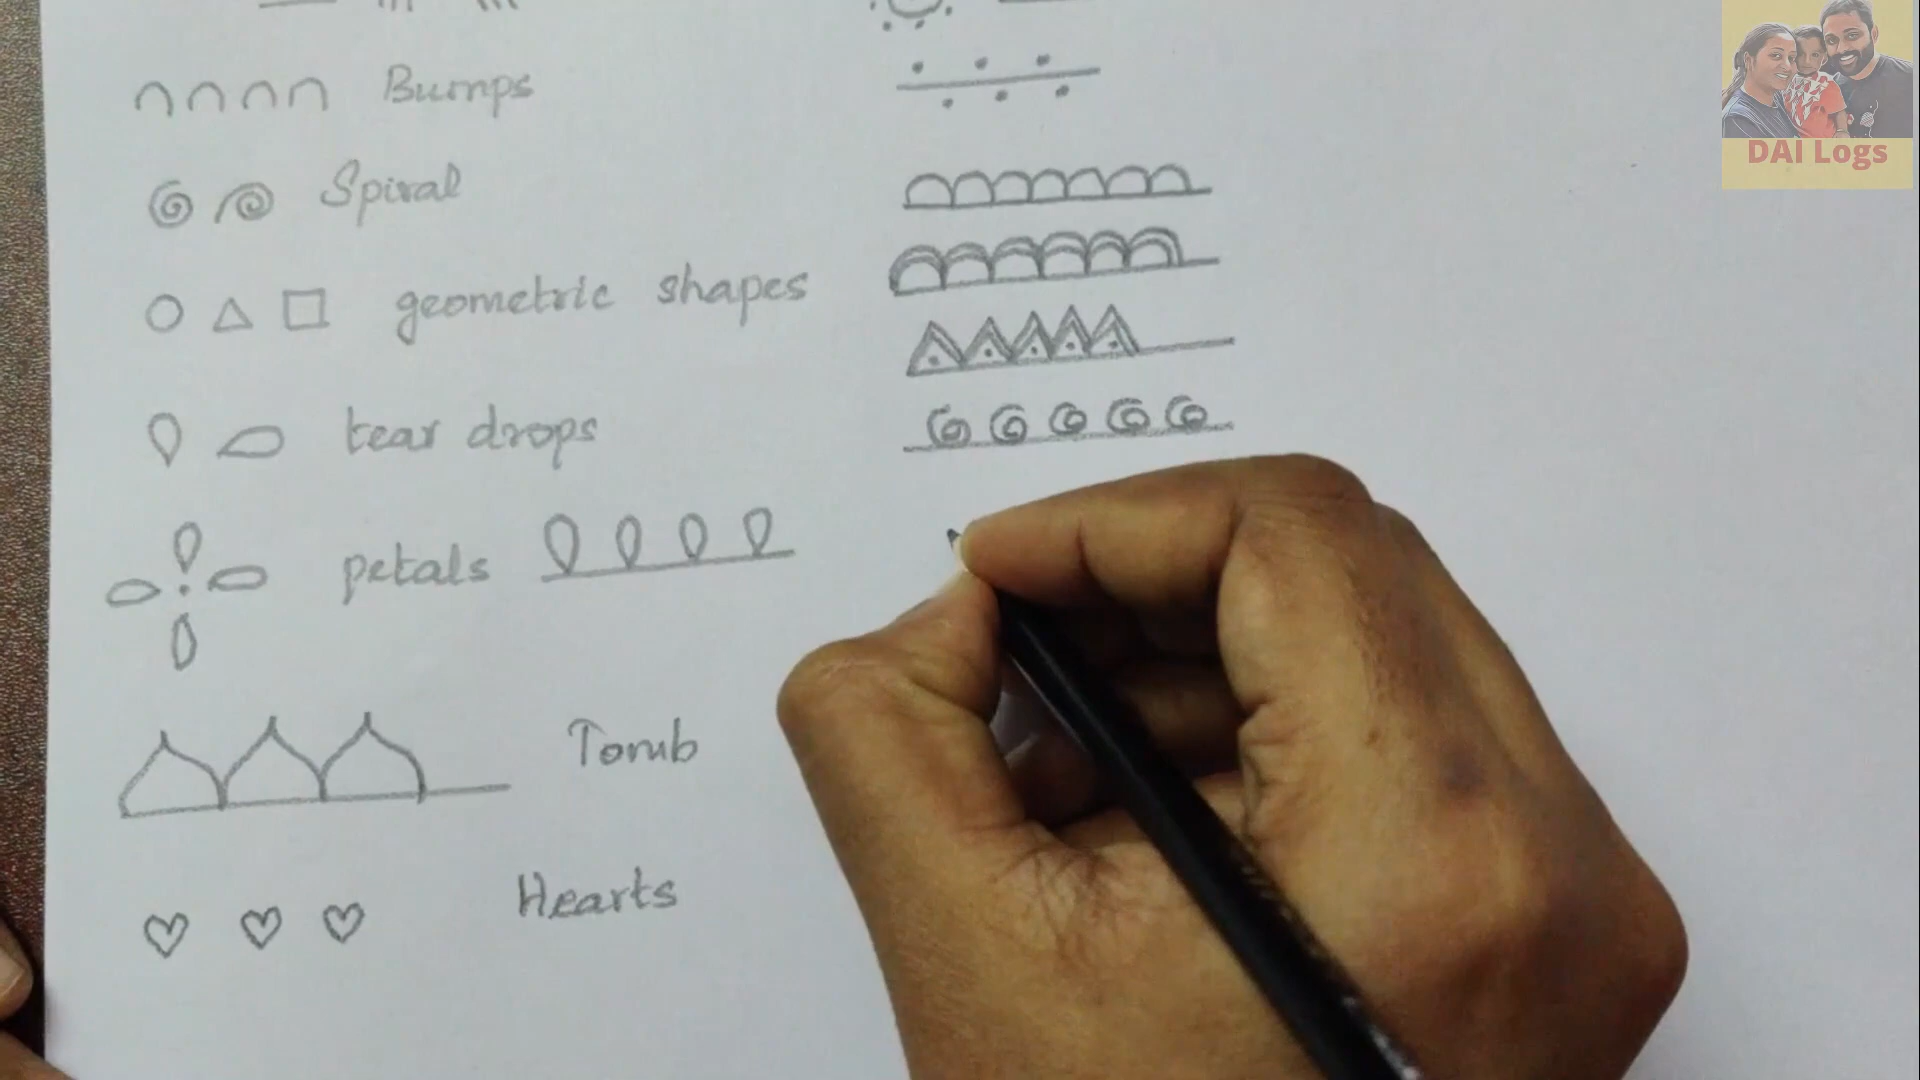 Bumps
DAI Logs
Spiral
geometric shapes
tear drops
petals
Tomb
Hearts